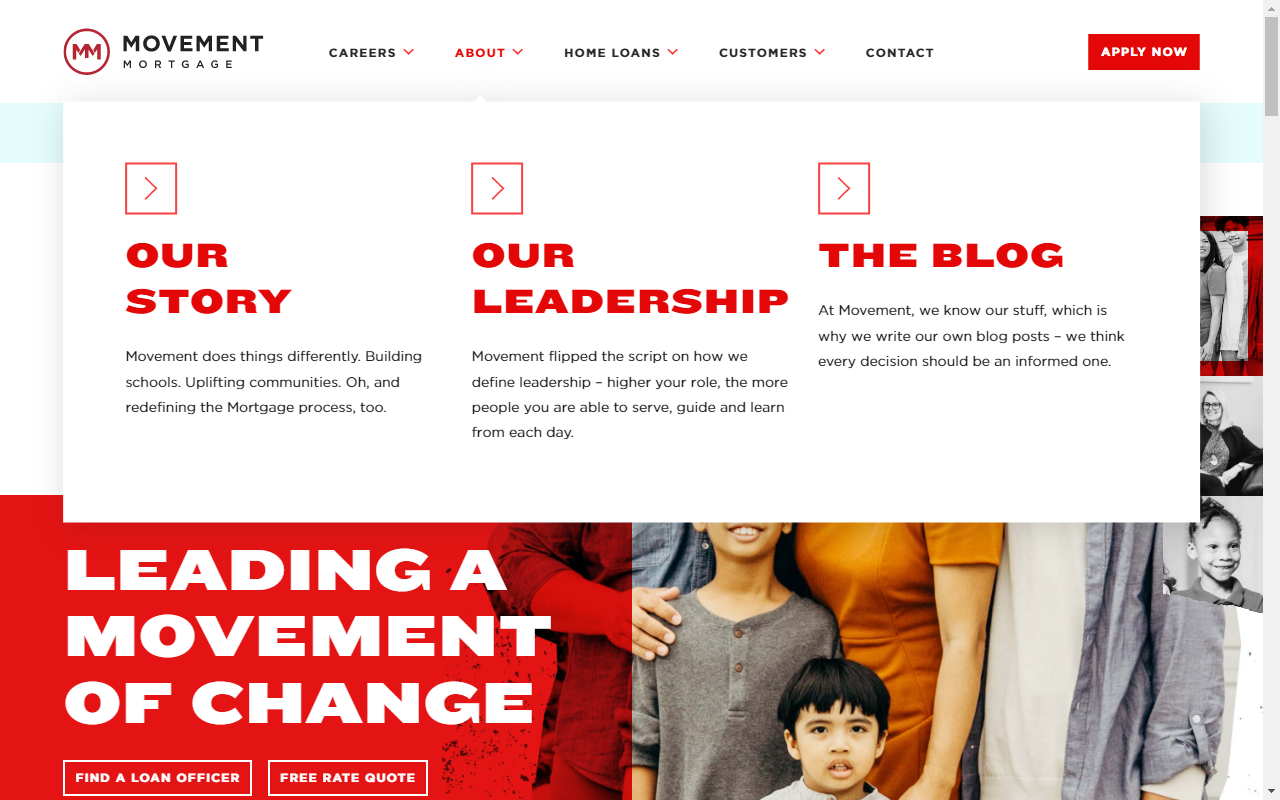 MOVEMENT
MORTGAGE
CAREERS
ABOUT
HOME LOANS
CUSTOMERS
CONTACT
APPLY NOW
OUR
STORY
Movement does things differently. Building
schools. Uplifting communities. Oh, and
redefining the Mortgage process, too.
OUR
LEADERSHIP
Movement flipped the script on how we
define leadership – higher your role, the more
people you are able to serve, guide and learn
from each day.
THE BLOG
At Movement, we know our stuff, which is
why we write our own blog posts – we think
every decision should be an informed one.
LEADING A
MOVEMENT
OF CHANGE
FIND A LOAN OFFICER
FREE RATE QUOTE